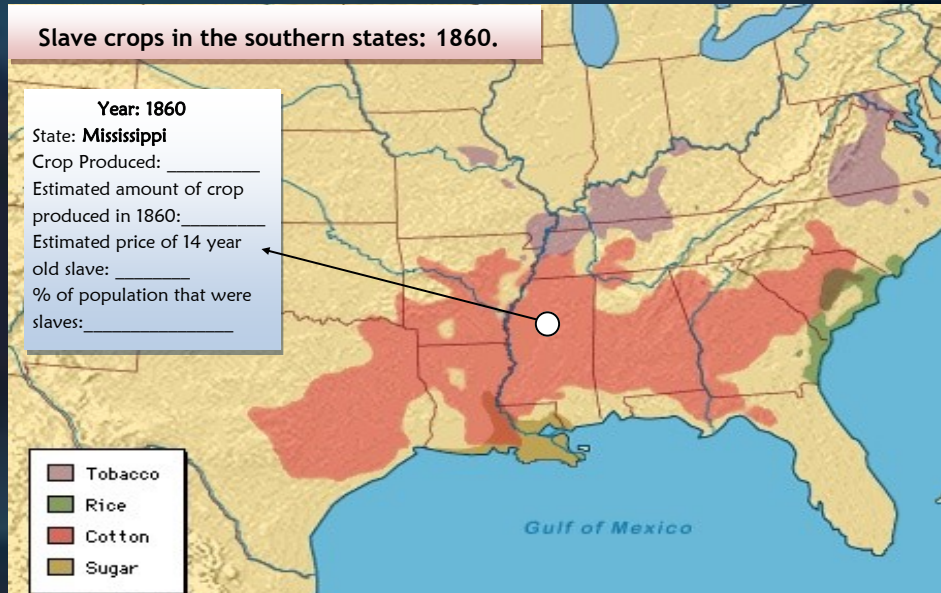 Slave crops in the southern states: 1860.
Year: 1860
State: Mississippi
Crop Produced: __________
Estimated amount of crop
produced in 1860:_________
Estimated price of 14 year
old slave: ________
% of population that were
slaves:________________
Tobacco
Rice
Cotton
Sugar
Gulf of Mexico